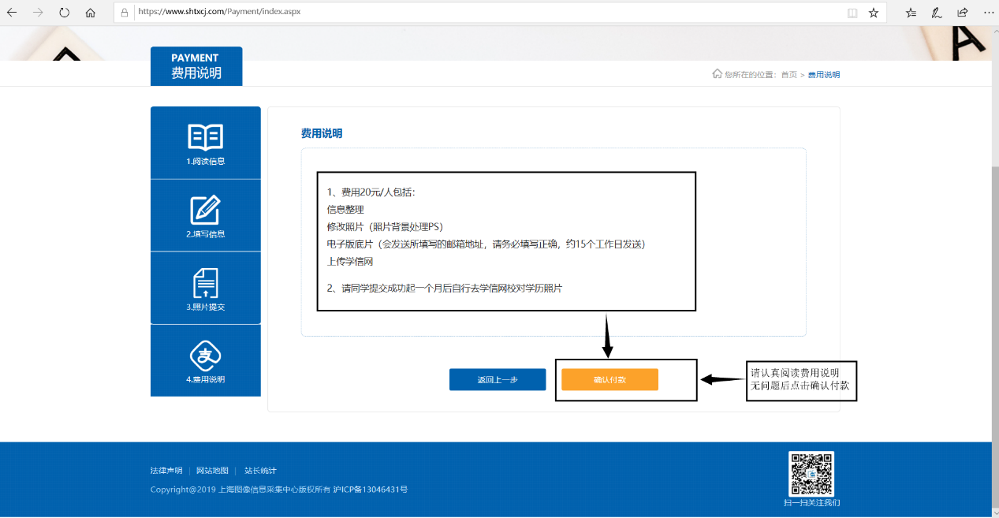 https://www.shtxcj.com/Payment/index.aspx
PAYMENT
费用说明
您所在的位置：首页 > 费用说明
1.阅读信息
2.填写信息
3.照片提交
4.费用说明
费用说明
1、费用20元/人包括：
信息整理
修改照片（照片背景处理PS）
电子版底片（会发送所填写的邮箱地址，请务必填写正确，约15个工作日发送）
上传学信网
2、请同学提交成功起一个月后自行去学信网校对学历照片
返回上一步
确认付款
请认真阅读费用说明
无问题后点击确认付款
法律声明 | 网站地图 | 站长统计
Copyright@2019 上海图像信息采集中心版权所有 沪ICP备13046431号
扫一扫关注我们